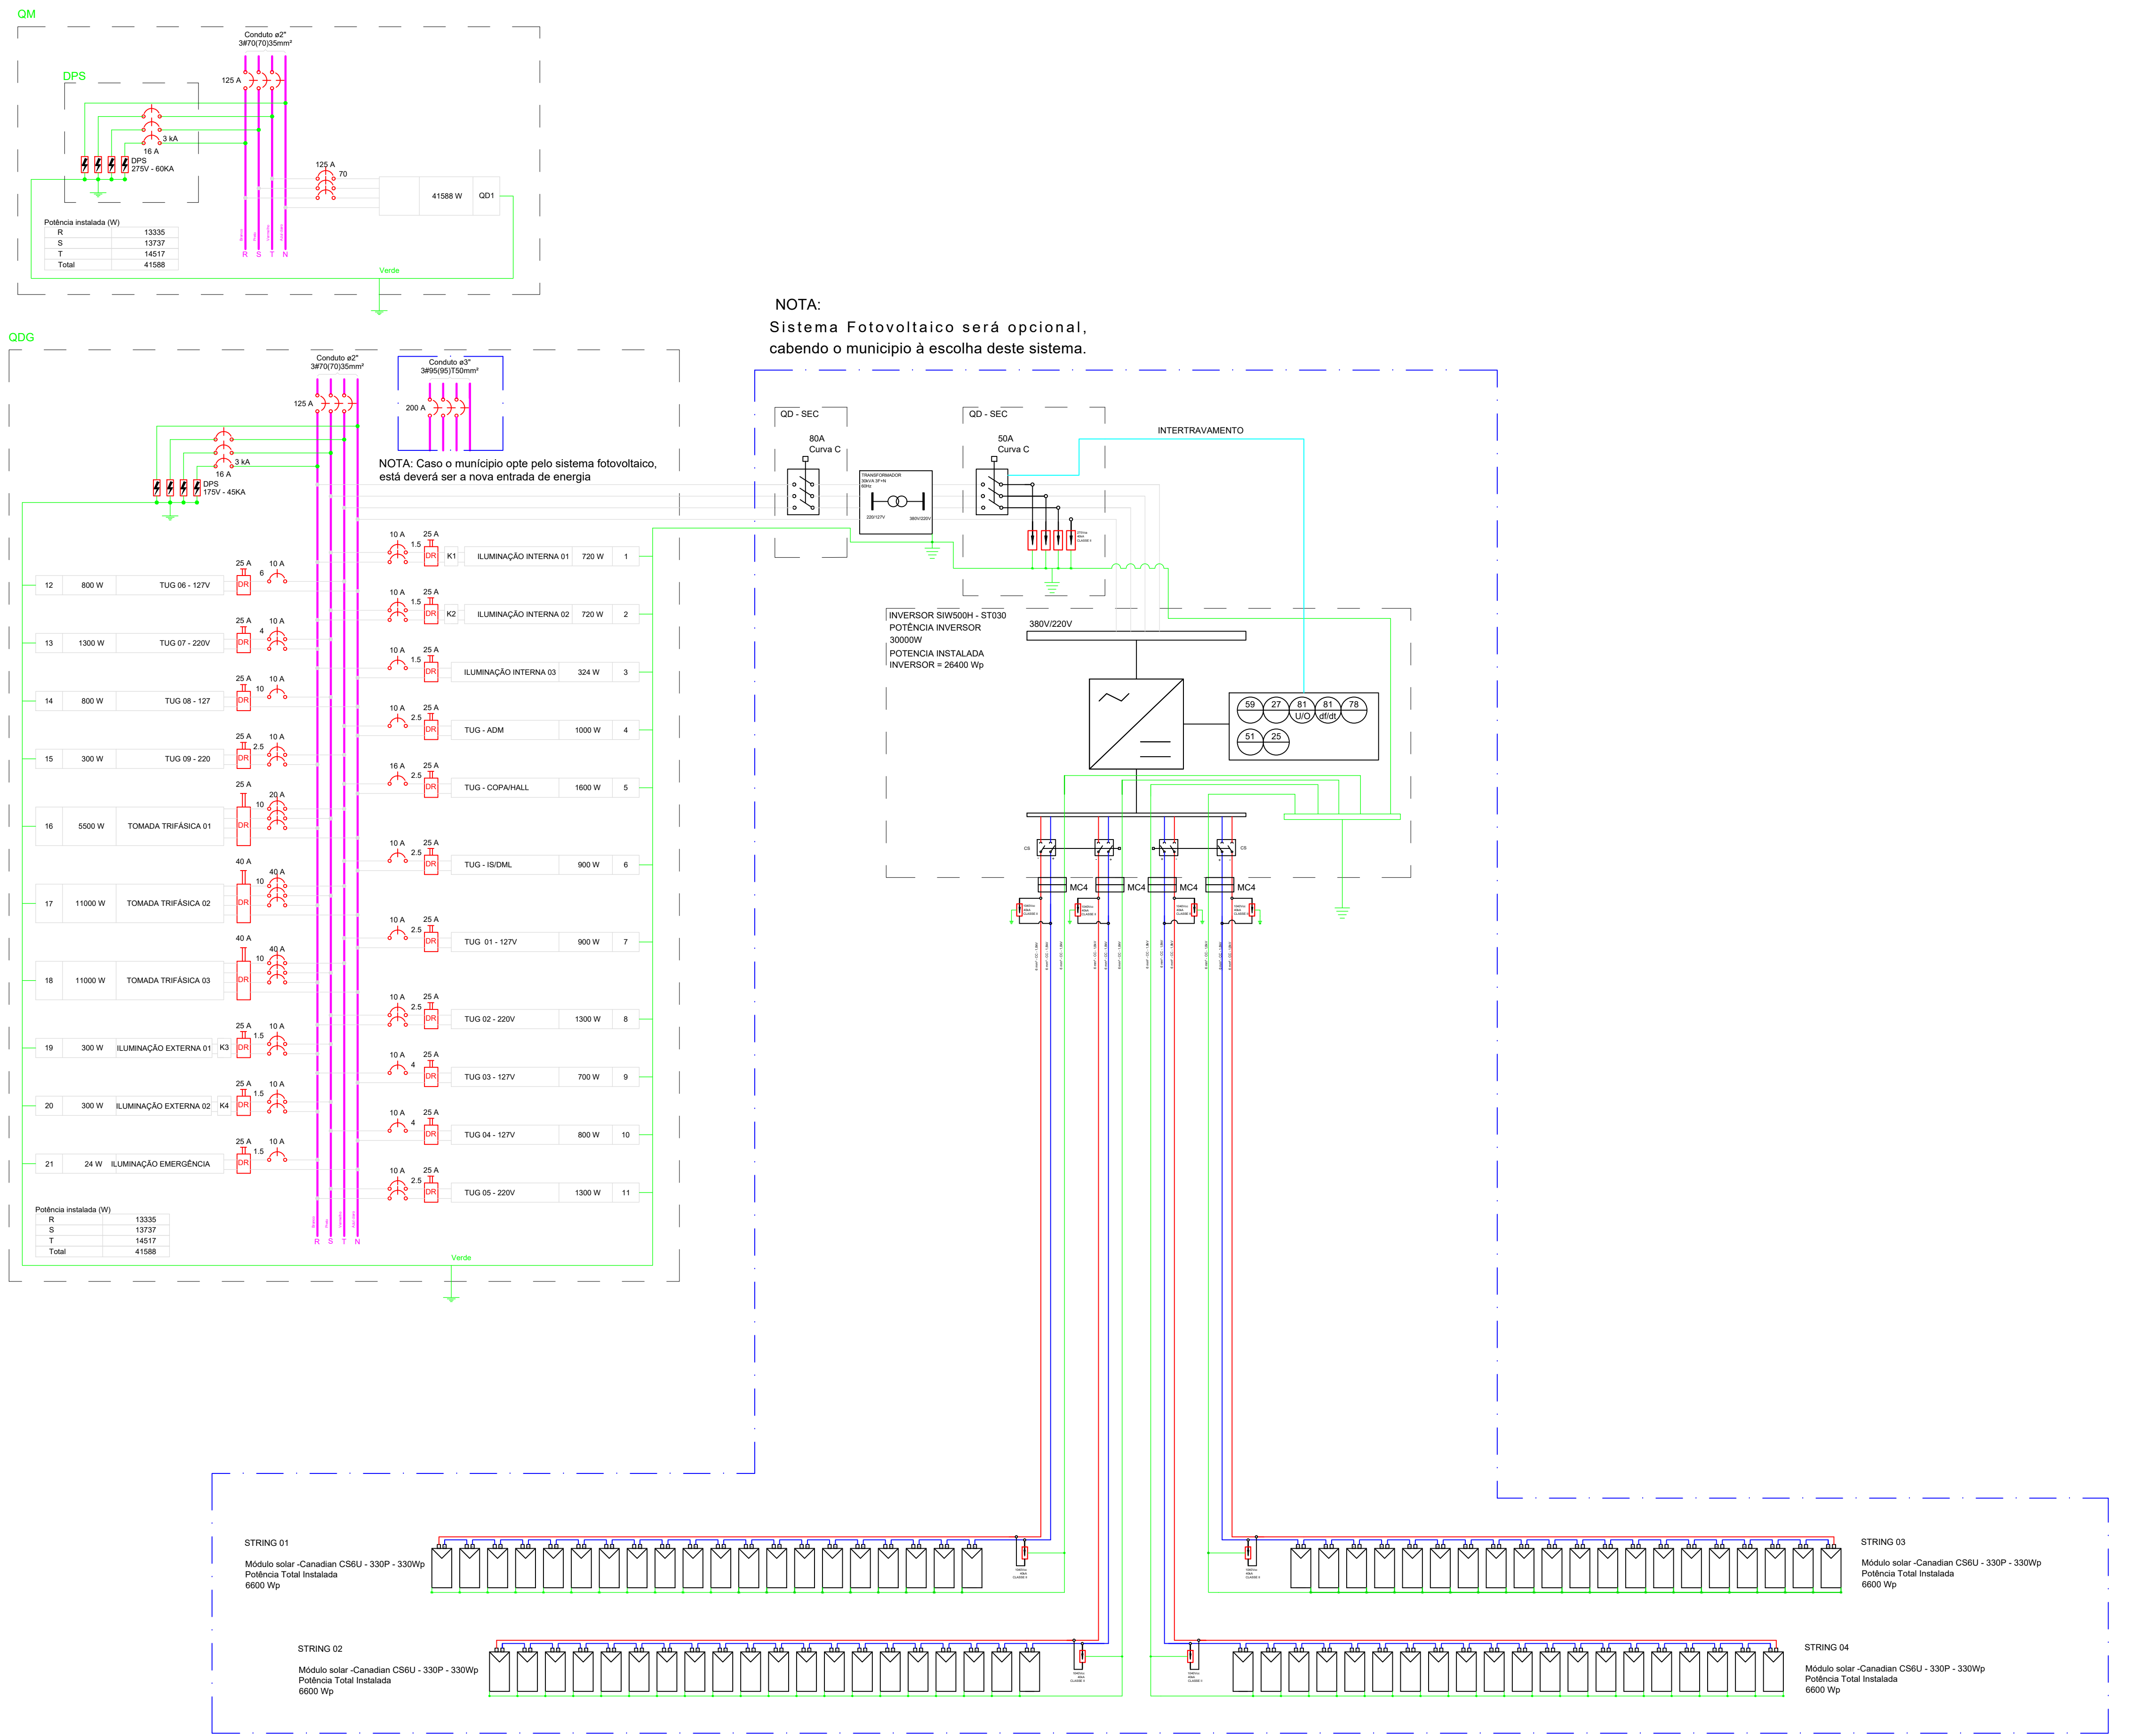 QM
Conduto ø2"
3#70(70)35mm²
DPS
125 A
3 kA
16 A
DPS
275V - 60KA
125 A
70
41588 W
QD1
Potência instalada (W)
R 13335
S 13737
T 14517
Total 41588
R S T N
Verde
QDG
Conduto ø2"
3#70(70)35mm²
125 A
Conduto ø3"
3#95(95)T50mm²
200 A
3 kA
16 A
DPS
175V - 45KA
NOTA: Caso o munícipio opte pelo sistema fotovoltaico,
está deverá ser a nova entrada de energia
10 A 1.5 25 A DR K1 ILUMINAÇÃO INTERNA 01 720 W 1
10 A 1.5 25 A DR K2 ILUMINAÇÃO INTERNA 02 720 W 2
10 A 1.5 25 A DR ILUMINAÇÃO INTERNA 03 324 W 3
10 A 2.5 25 A DR TUG - ADM 1000 W 4
16 A 2.5 25 A DR TUG - COPA/HALL 1600 W 5
10 A 2.5 25 A DR TUG - IS/DML 900 W 6
10 A 2.5 25 A DR TUG 01 - 127V 900 W 7
10 A 2.5 25 A DR TUG 02 - 220V 1300 W 8
10 A 4 25 A DR TUG 03 - 127V 700 W 9
10 A 4 25 A DR TUG 04 - 127V 800 W 10
10 A 2.5 25 A DR TUG 05 - 220V 1300 W 11
12 800 W TUG 06 - 127V 25 A DR 6 10 A
13 1300 W TUG 07 - 220V 25 A DR 4 10 A
14 800 W TUG 08 - 127 25 A DR 10 10 A
15 300 W TUG 09 - 220 25 A DR 2.5 10 A
16 5500 W TOMADA TRIFÁSICA 01 25 A DR 10 20 A
17 11000 W TOMADA TRIFÁSICA 02 40 A DR 10 40 A
18 11000 W TOMADA TRIFÁSICA 03 40 A DR 10 40 A
19 300 W ILUMINAÇÃO EXTERNA 01 K3 25 A DR 1.5 10 A
20 300 W ILUMINAÇÃO EXTERNA 02 K4 25 A DR 1.5 10 A
21 24 W ILUMINAÇÃO EMERGÊNCIA 25 A DR 1.5 10 A
Potência instalada (W)
R 13335
S 13737
T 14517
Total 41588
R S T N
Verde
NOTA:
Sistema Fotovoltaico será opcional,
cabendo o municipio à escolha deste sistema.
QD - SEC
80A
Curva C
TRANSFORMADOR
30kVA 3F+N
60Hz
220/127V
380V/220V
QD - SEC
50A
Curva C
INTERTRAVAMENTO
INVERSOR SIW500H - ST030
POTÊNCIA INVERSOR
30000W
POTENCIA INSTALADA
INVERSOR = 26400 Wp
380V/220V
59 27 81 81 78
U/O df/dt
51 25
CS
CS
MC4 MC4 MC4 MC4
STRING 01
Módulo solar -Canadian CS6U - 330P - 330Wp
Potência Total Instalada
6600 Wp
STRING 02
Módulo solar -Canadian CS6U - 330P - 330Wp
Potência Total Instalada
6600 Wp
STRING 03
Módulo solar -Canadian CS6U - 330P - 330Wp
Potência Total Instalada
6600 Wp
STRING 04
Módulo solar -Canadian CS6U - 330P - 330Wp
Potência Total Instalada
6600 Wp